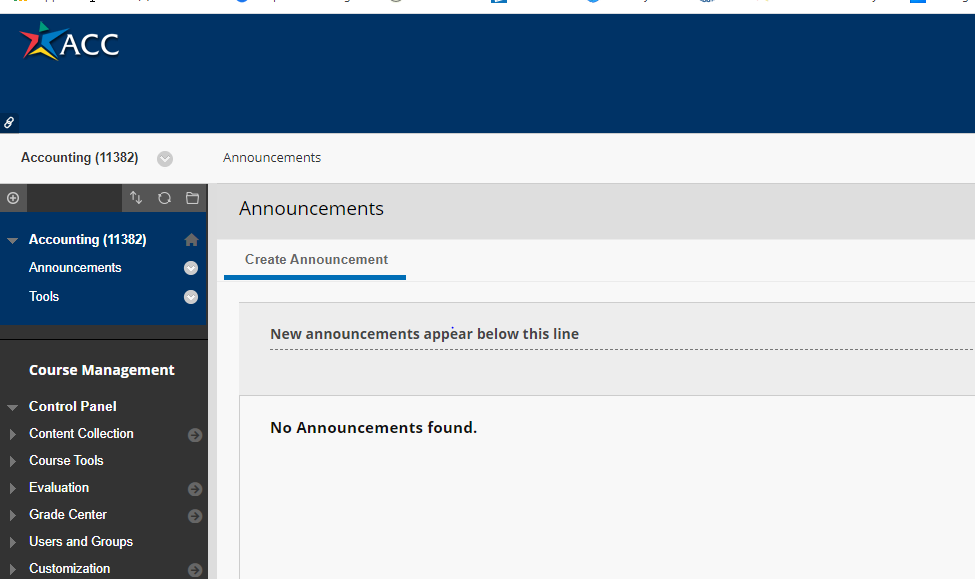 ACC
Accounting (11382)
Announcements
Announcements
Create Announcement
Accounting (11382)
Announcements
Tools
New announcements appear below this line
No Announcements found.
Course Management
Control Panel
Content Collection
Course Tools
Evaluation
Grade Center
Users and Groups
Customization